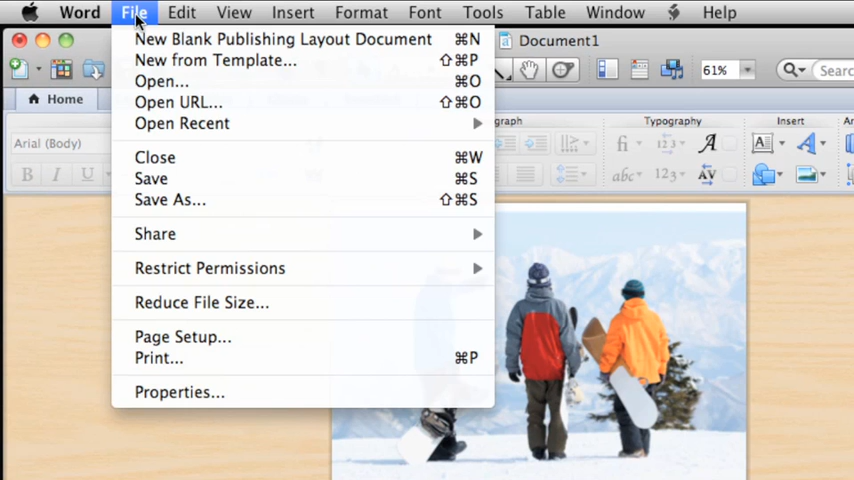 Word File Edit View Insert Format Font Tools Table Window Help
New Blank Publishing Layout Document ⌘N
New from Template... ⇧⌘P
Open... ⌘O
Open URL... ⇧⌘O
Open Recent
Close ⌘W
Save ⌘S
Save As... ⇧⌘S
Share
Restrict Permissions
Reduce File Size...
Page Setup...
Print... ⌘P
Properties...
Document1
61% Search
Home
graph Typography Insert
Arial (Body)
B I U
fi 123 A A A
abc 123 AV